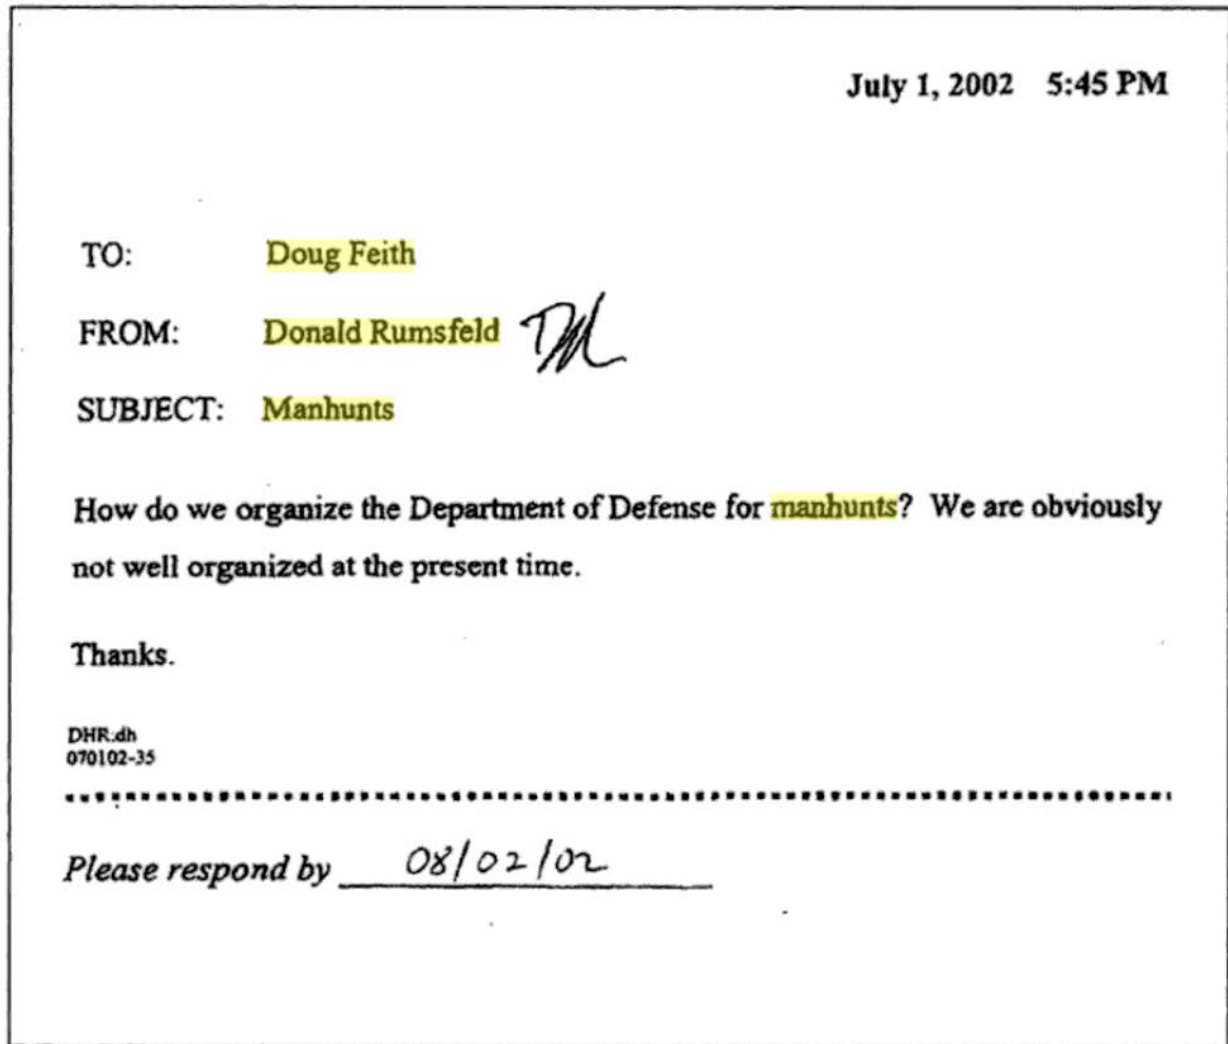 July 1, 2002 5:45 PM
TO: Doug Feith
FROM: Donald Rumsfeld
SUBJECT: Manhunts
How do we organize the Department of Defense for manhunts? We are obviously
not well organized at the present time.
Thanks.
DHR:dh
070102-35
Please respond by 08/02/02